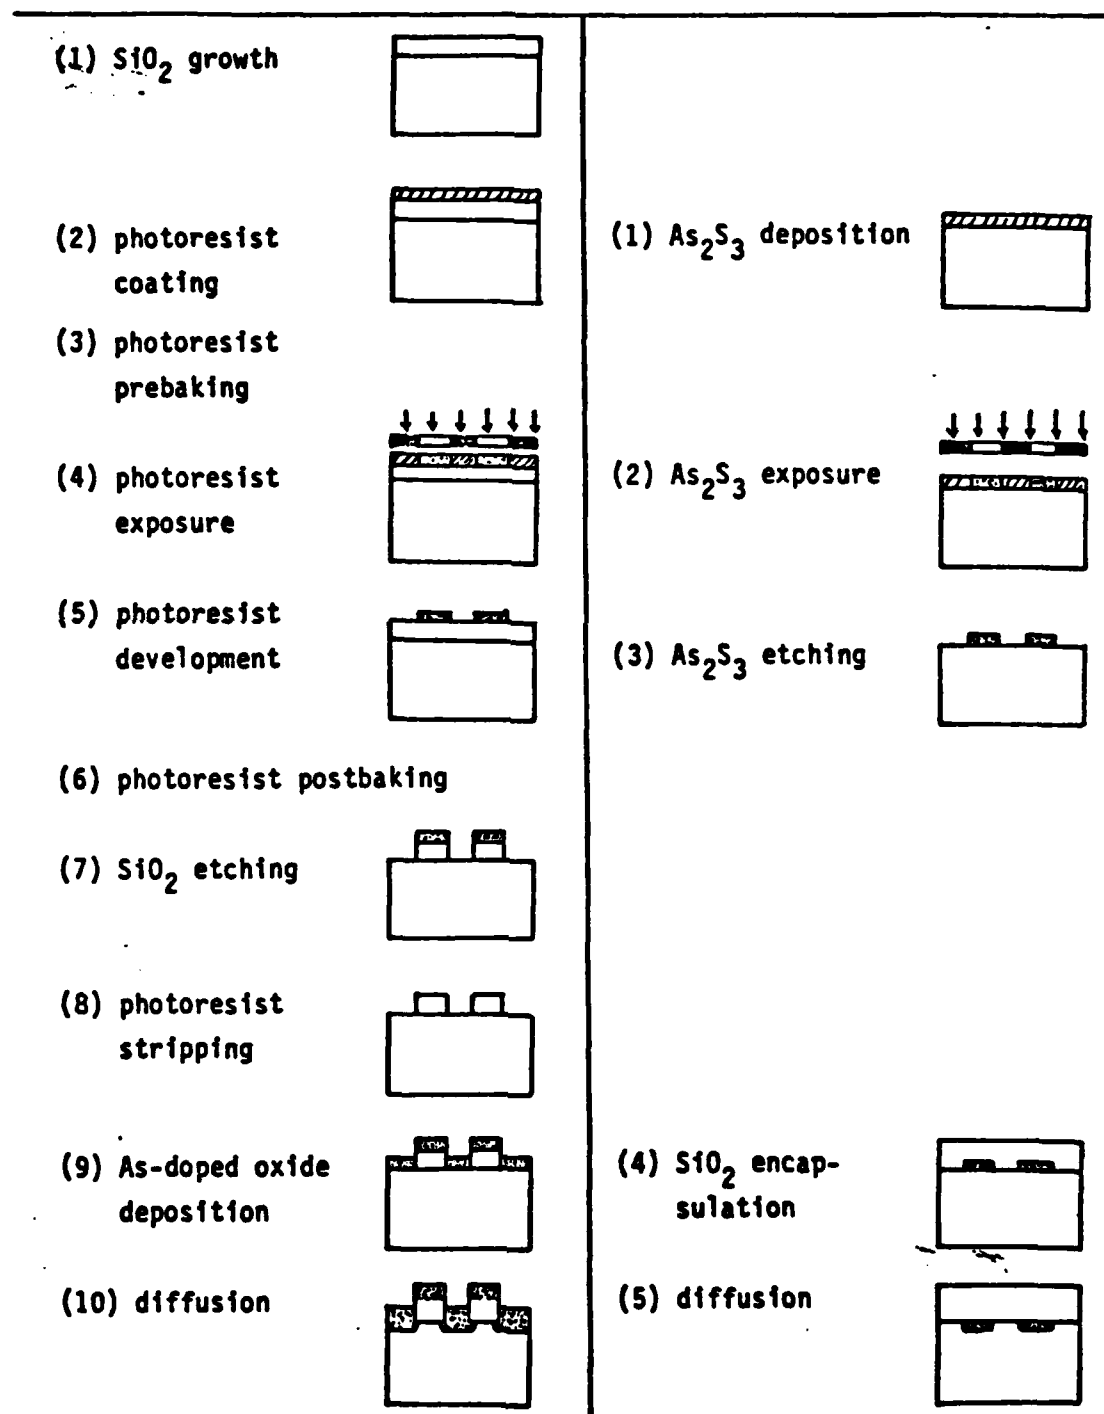 (1) SiO2 growth
(2) photoresist
coating
(3) photoresist
prebaking
(4) photoresist
exposure
(5) photoresist
development
(6) photoresist postbaking
(7) SiO2 etching
(8) photoresist
stripping
(9) As-doped oxide
deposition
(10) diffusion
(1) As2S3 deposition
(2) As2S3 exposure
(3) As2S3 etching
(4) SiO2 encap-
sulation
(5) diffusion